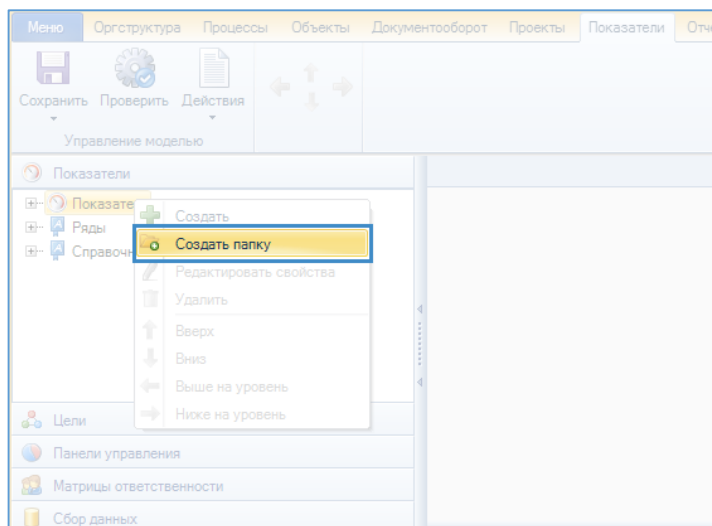 Меню Оргструктура Процессы Объекты Документооборот Проекты Показатели Отч
Сохранить Проверить Действия
Управление моделью
Показатели
Показате
Ряды
Справочн
Создать
Создать папку
Редактировать свойства
Удалить
Вверх
Вниз
Выше на уровень
Ниже на уровень
Цели
Панели управления
Матрицы ответственности
Сбор данных